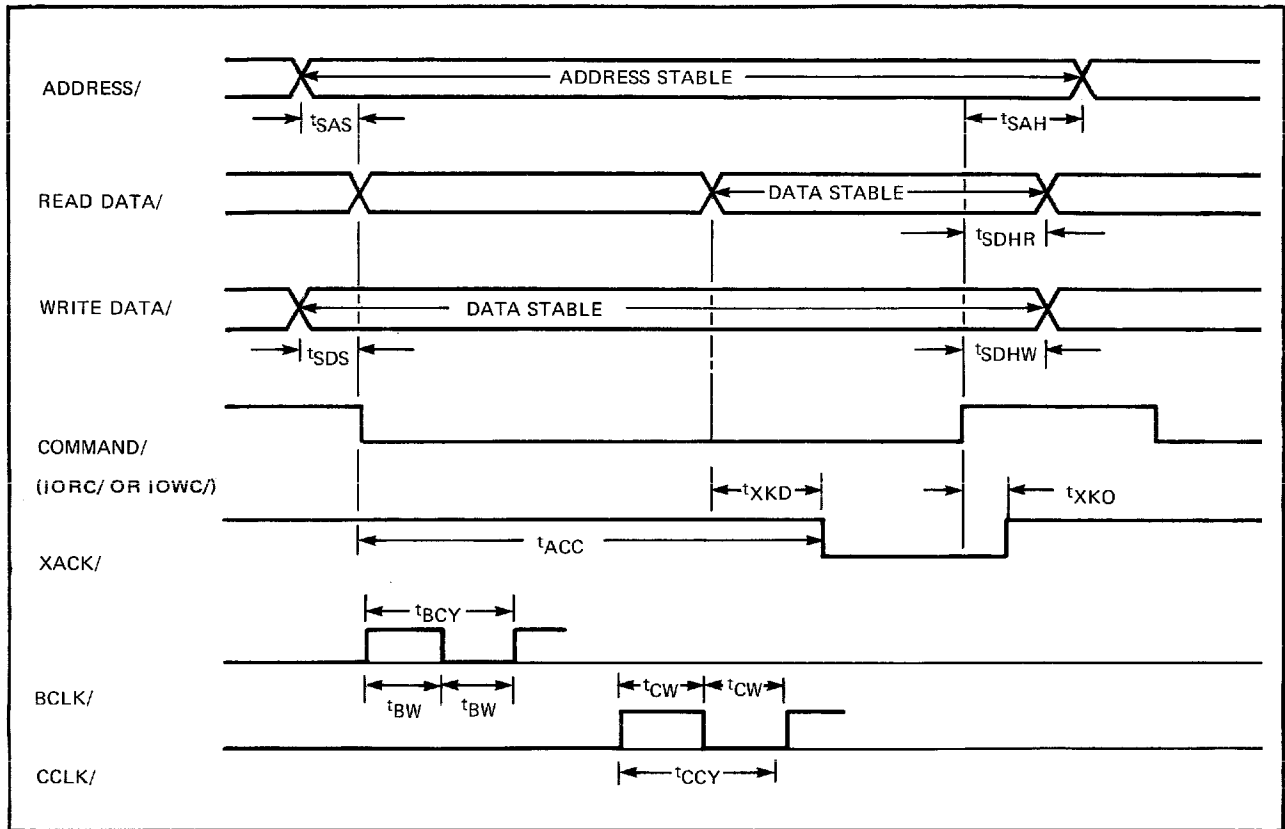 ADDRESS/
ADDRESS STABLE
tSAS
tSAH
READ DATA/
DATA STABLE
tSDHR
WRITE DATA/
DATA STABLE
tSDS
tSDHW
COMMAND/
(IORC/ OR IOWC/)
tXKD
tXKO
tACC
XACK/
tBCY
BCLK/
tBW
tBW
tCW
tCW
tCCY
CCLK/